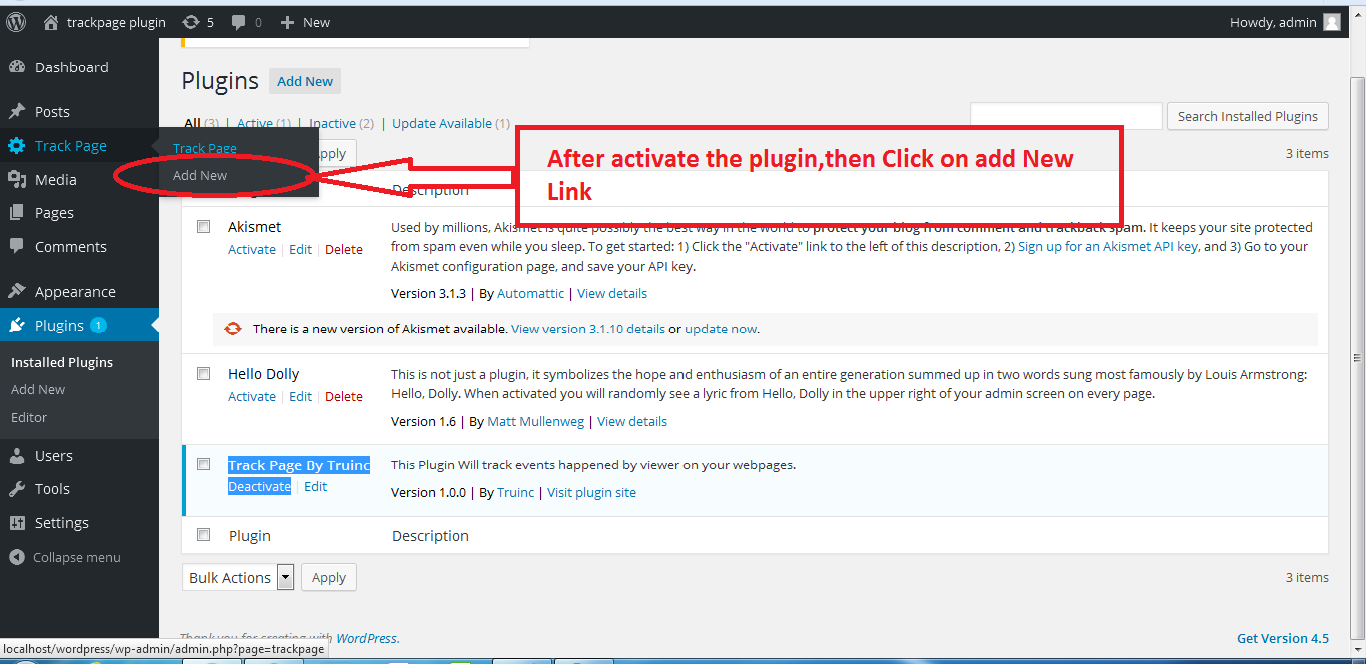 trackpage plugin 5 0 New Howdy, admin
Dashboard
Posts
Track Page
Media
Pages
Comments
Appearance
Plugins 1
Installed Plugins
Add New
Editor
Users
Tools
Settings
Collapse menu
Track Page
Add New
Plugins Add New
All (3) | Active (1) | Inactive (2) | Update Available (1)
Search Installed Plugins
pply
3 items
After activate the plugin,then Click on add New
Link
Description
Akismet
Activate | Edit | Delete
Used by millions, Akismet is quite possibly the best way in the world to protect your blog from comment and trackback spam. It keeps your site protected
from spam even while you sleep. To get started: 1) Click the "Activate" link to the left of this description, 2) Sign up for an Akismet API key, and 3) Go to your
Akismet configuration page, and save your API key.
Version 3.1.3 | By Automattic | View details
There is a new version of Akismet available. View version 3.1.10 details or update now.
Hello Dolly
Activate | Edit | Delete
This is not just a plugin, it symbolizes the hope and enthusiasm of an entire generation summed up in two words sung most famously by Louis Armstrong:
Hello, Dolly. When activated you will randomly see a lyric from Hello, Dolly in the upper right of your admin screen on every page.
Version 1.6 | By Matt Mullenweg | View details
Track Page By Truinc
Deactivate | Edit
This Plugin Will track events happened by viewer on your webpages.
Version 1.0.0 | By Truinc | Visit plugin site
Plugin Description
Bulk Actions Apply
3 items
Thank you for creating with WordPress.
Get Version 4.5
localhost/wordpress/wp-admin/admin.php?page=trackpage